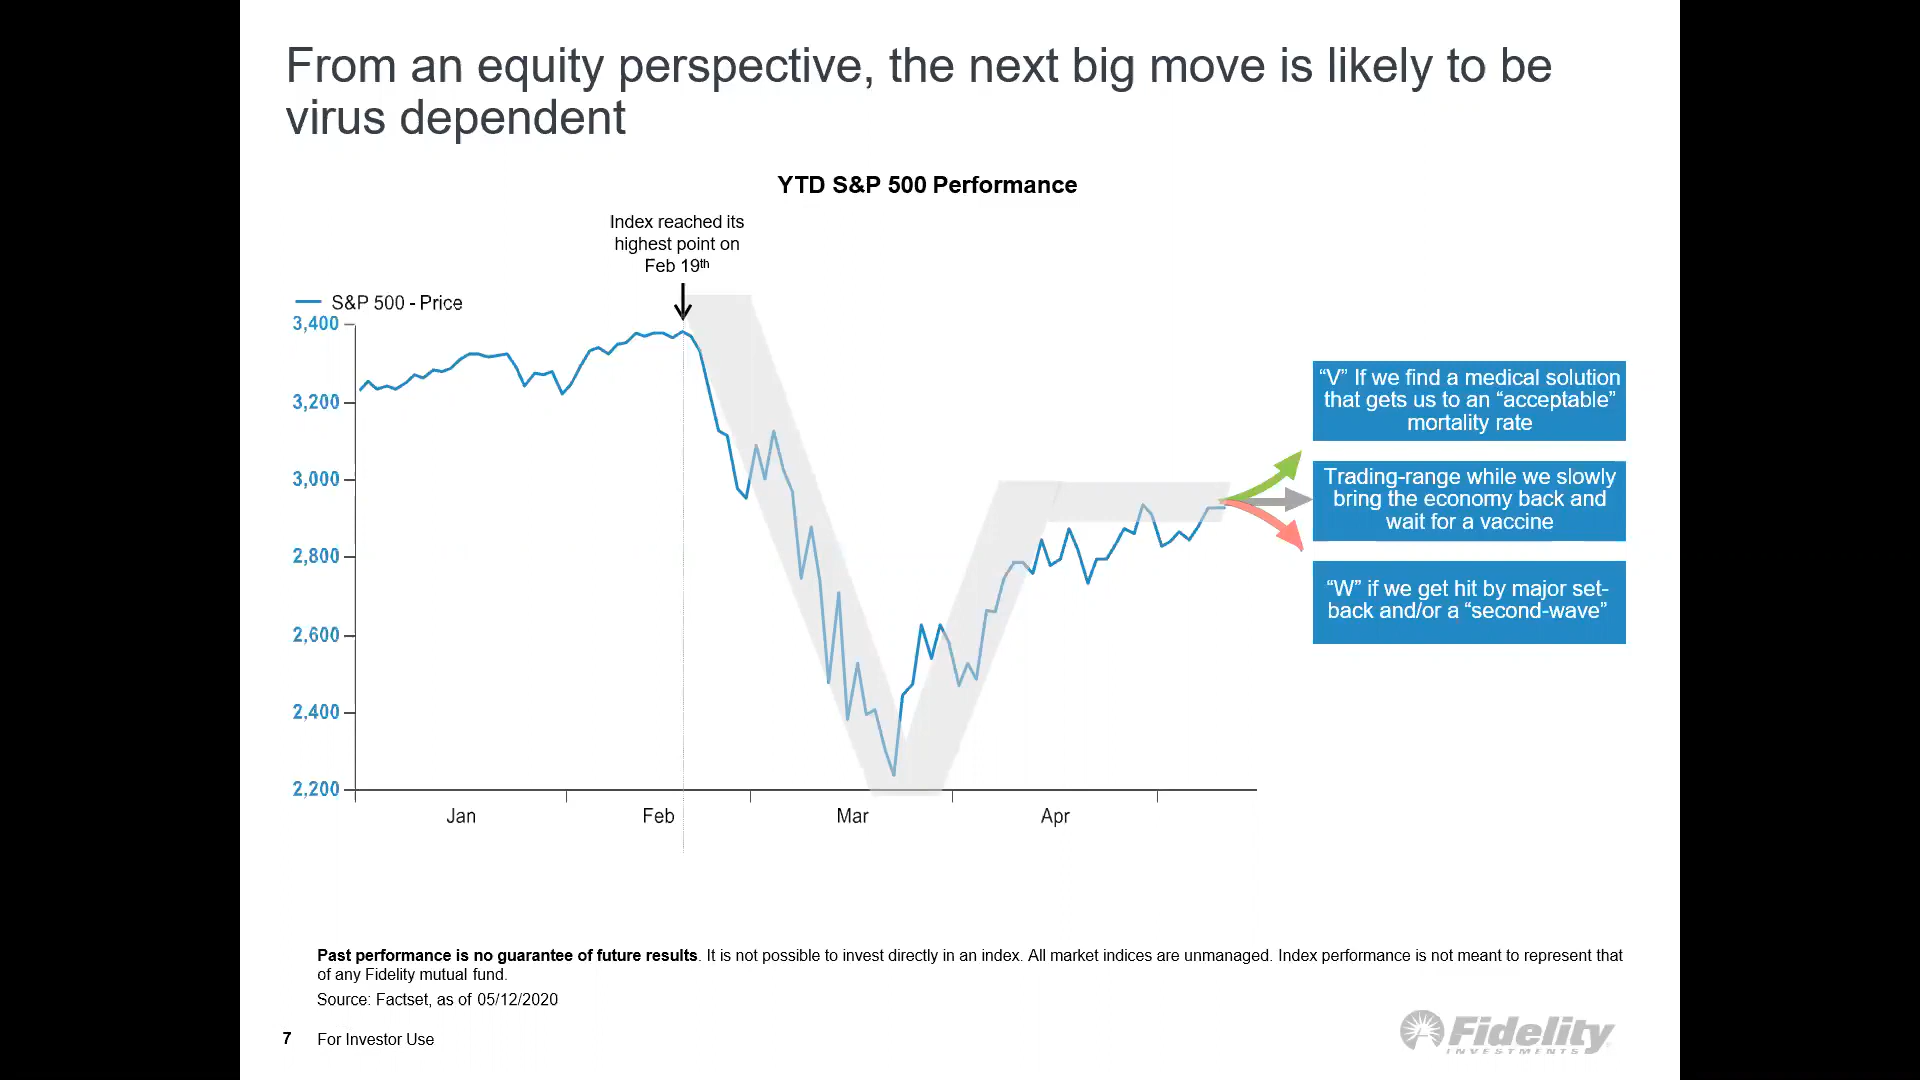 From an equity perspective, the next big move is likely to be
virus dependent
YTD S&P 500 Performance
Index reached its
highest point on
Feb 19th
S&P 500 - Price
3,400
3,200
3,000
2,800
2,600
2,400
2,200
Jan
Feb
Mar
Apr
“V” If we find a medical solution
that gets us to an “acceptable”
mortality rate
Trading-range while we slowly
bring the economy back and
wait for a vaccine
“W” if we get hit by major set-
back and/or a “second-wave”
Past performance is no guarantee of future results. It is not possible to invest directly in an index. All market indices are unmanaged. Index performance is not meant to represent that
of any Fidelity mutual fund.
Source: Factset, as of 05/12/2020
7 For Investor Use
Fidelity
INVESTMENTS